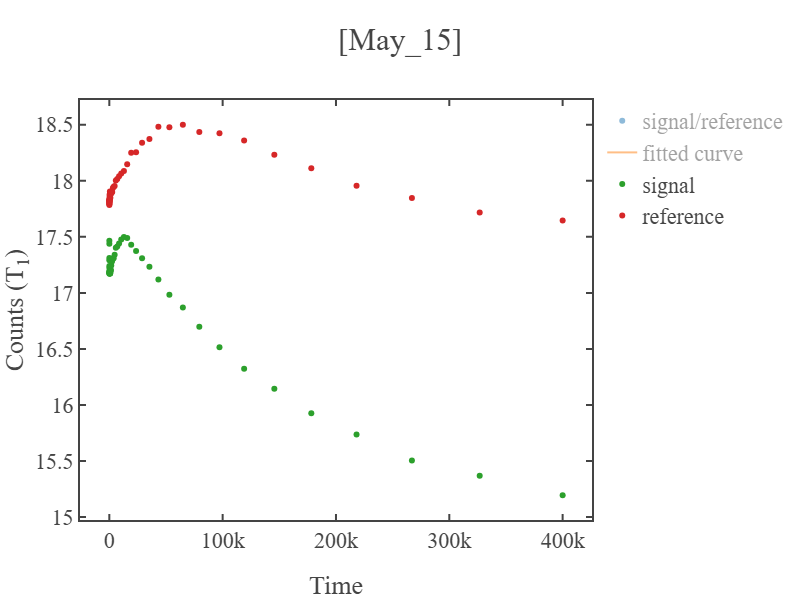 [May_15]
18.5
18
17.5
17
16.5
16
15.5
15
0
100k
200k
300k
400k
Time
Counts (T₁)
signal/reference
fitted curve
signal
reference